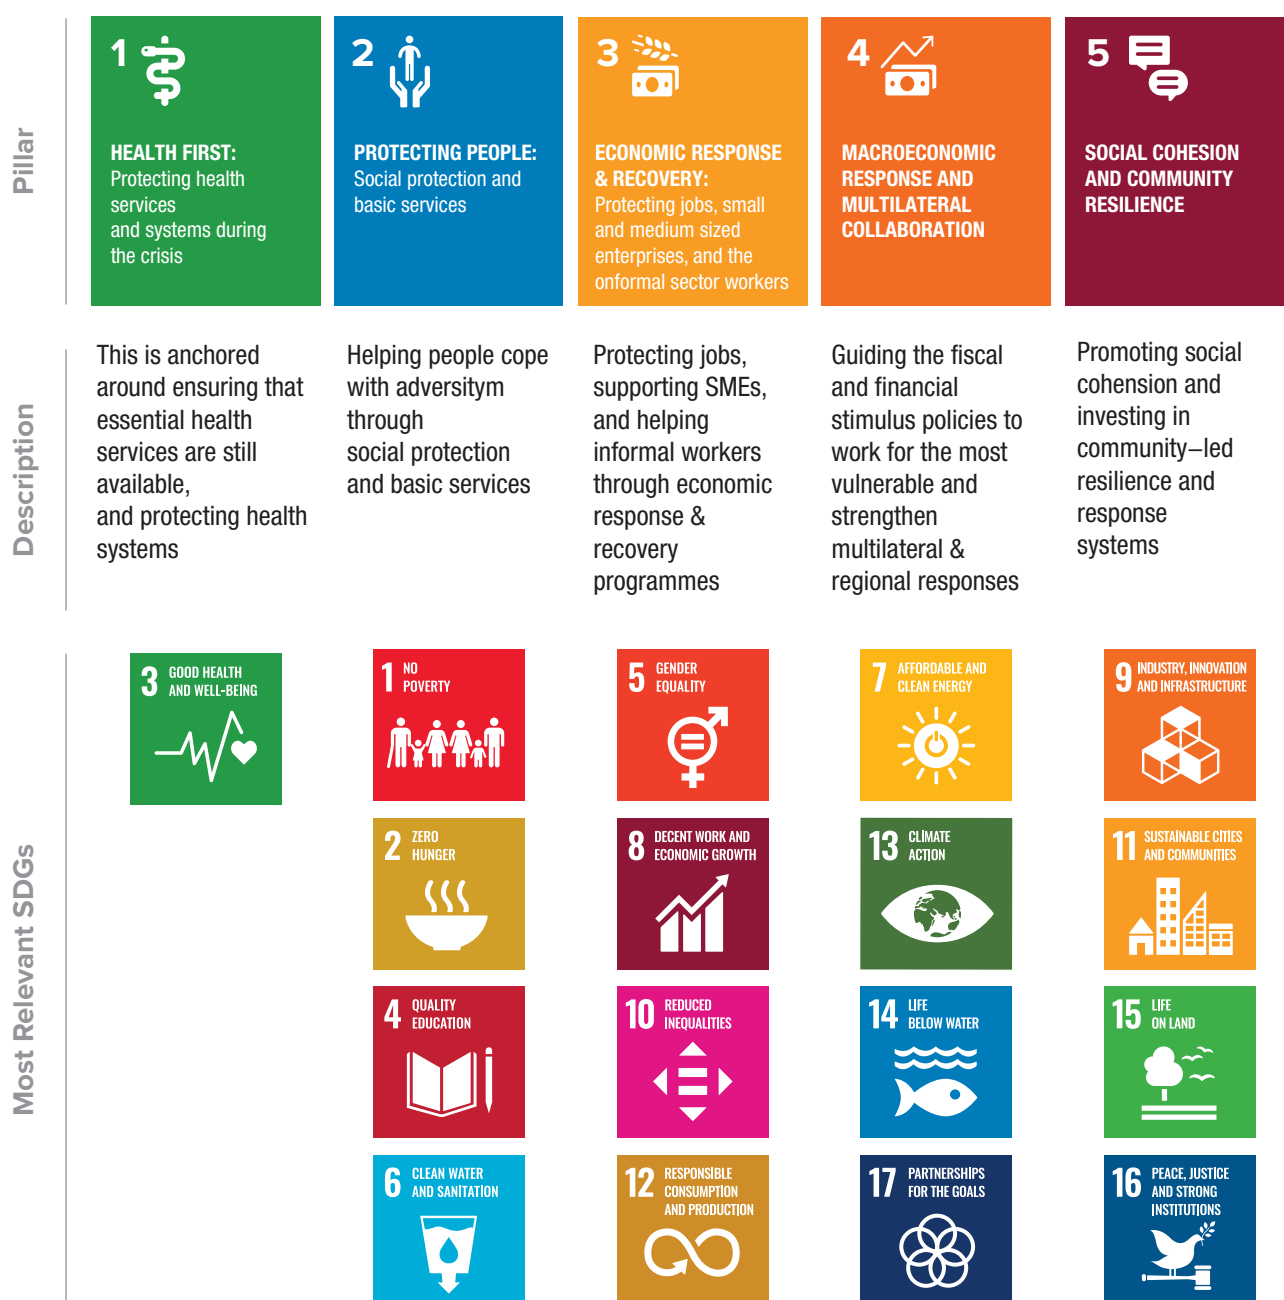 Pillar
1
HEALTH FIRST:
Protecting health
services
and systems during
the crisis
2
PROTECTING PEOPLE:
Social protection and
basic services
3
ECONOMIC RESPONSE
& RECOVERY:
Protecting jobs, small
and medium sized
enterprises, and the
onformal sector workers
4
MACROECONOMIC
RESPONSE AND
MULTILATERAL
COLLABORATION
5
SOCIAL COHESION
AND COMMUNITY
RESILIENCE
Description
This is anchored
around ensuring that
essential health
services are still
available,
and protecting health
systems
Helping people cope
with adversitym
through
social protection
and basic services
Protecting jobs,
supporting SMEs,
and helping
informal workers
through economic
response &
recovery
programmes
Guiding the fiscal
and financial
stimulus policies to
work for the most
vulnerable and
strengthen
multilateral &
regional responses
Promoting social
cohension and
investing in
community–led
resilience and
response
systems
Most Relevant SDGs
3 GOOD HEALTH
AND WELL-BEING
1 NO
POVERTY
2 ZERO
HUNGER
4 QUALITY
EDUCATION
6 CLEAN WATER
AND SANITATION
5 GENDER
EQUALITY
8 DECENT WORK AND
ECONOMIC GROWTH
10 REDUCED
INEQUALITIES
12 RESPONSIBLE
CONSUMPTION
AND PRODUCTION
7 AFFORDABLE AND
CLEAN ENERGY
13 CLIMATE
ACTION
14 LIFE
BELOW WATER
17 PARTNERSHIPS
FOR THE GOALS
9 INDUSTRY, INNOVATION
AND INFRASTRUCTURE
11 SUSTAINABLE CITIES
AND COMMUNITIES
15 LIFE
ON LAND
16 PEACE, JUSTICE
AND STRONG
INSTITUTIONS